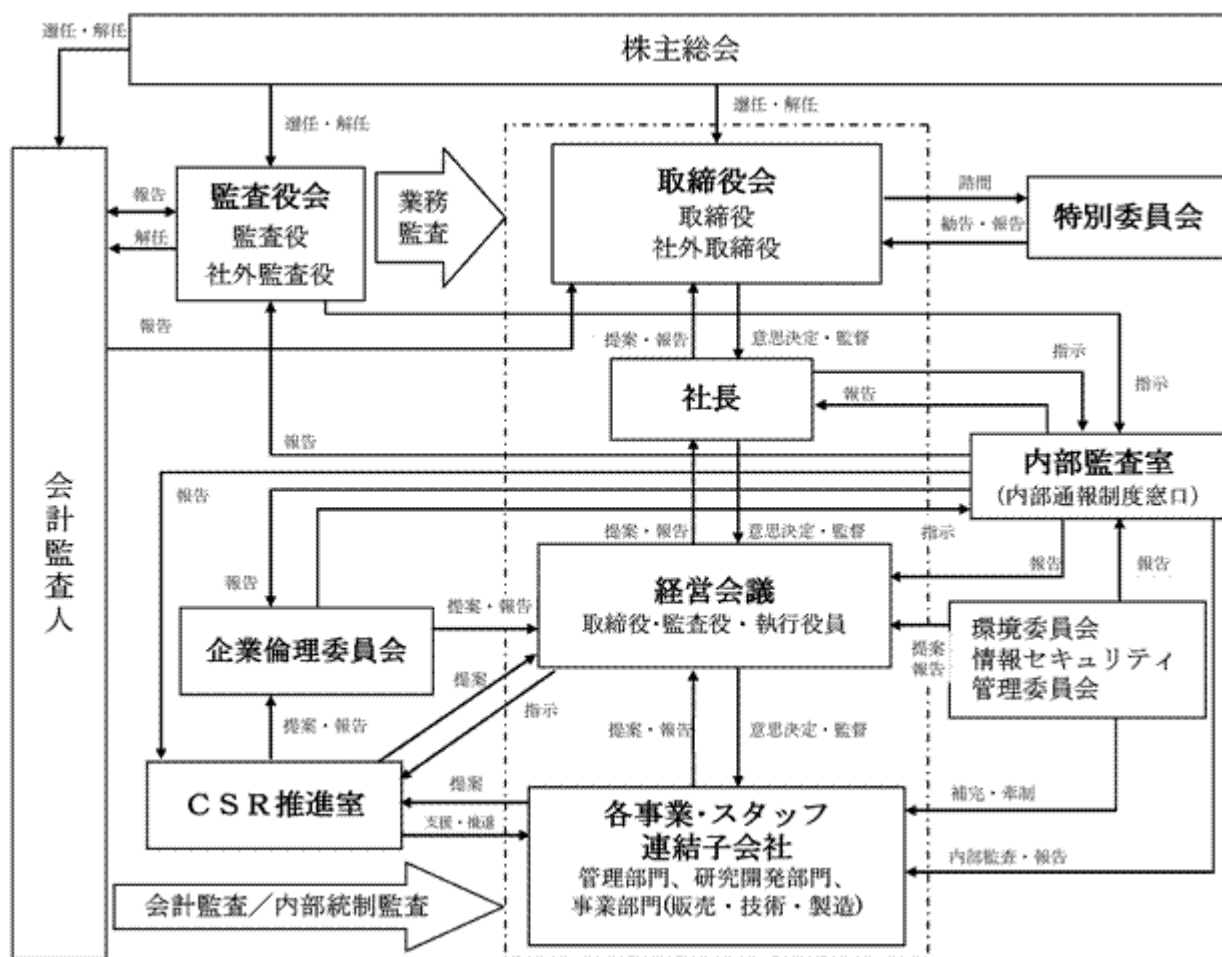 選任・解任
株主総会
選任・解任
選任・解任
監査役会
監査役
社外監査役
業務
監査
取締役会
取締役
社外取締役
諮問
勧告・報告
特別委員会
報告
解任
報告
提案・報告
意思決定・監督
指示
指示
社長
報告
報告
内部監査室
(内部通報制度窓口)
会計監査人
報告
提案・報告
意思決定・監督
指示
報告
報告
報告
経営会議
取締役・監査役・執行役員
提案・報告
企業倫理委員会
提案
報告
環境委員会
情報セキュリティ
管理委員会
提案
指示
提案・報告
提案・報告
意思決定・監督
CSR推進室
提案
支援・推進
各事業・スタッフ
連結子会社
管理部門、研究開発部門、
事業部門(販売・技術・製造)
補完・牽制
内部監査・報告
会計監査/内部統制監査